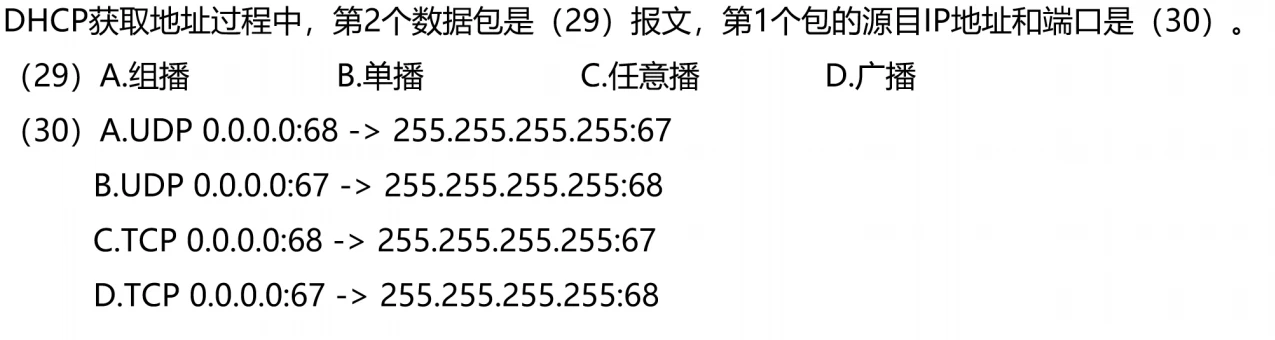 DHCP获取地址过程中，第2个数据包是（29）报文，第1个包的源目IP地址和端口是（30）。
（29）A.组播 B.单播 C.任意播 D.广播
（30）A.UDP 0.0.0.0:68 -> 255.255.255.255:67
B.UDP 0.0.0.0:67 -> 255.255.255.255:68
C.TCP 0.0.0.0:68 -> 255.255.255.255:67
D.TCP 0.0.0.0:67 -> 255.255.255.255:68